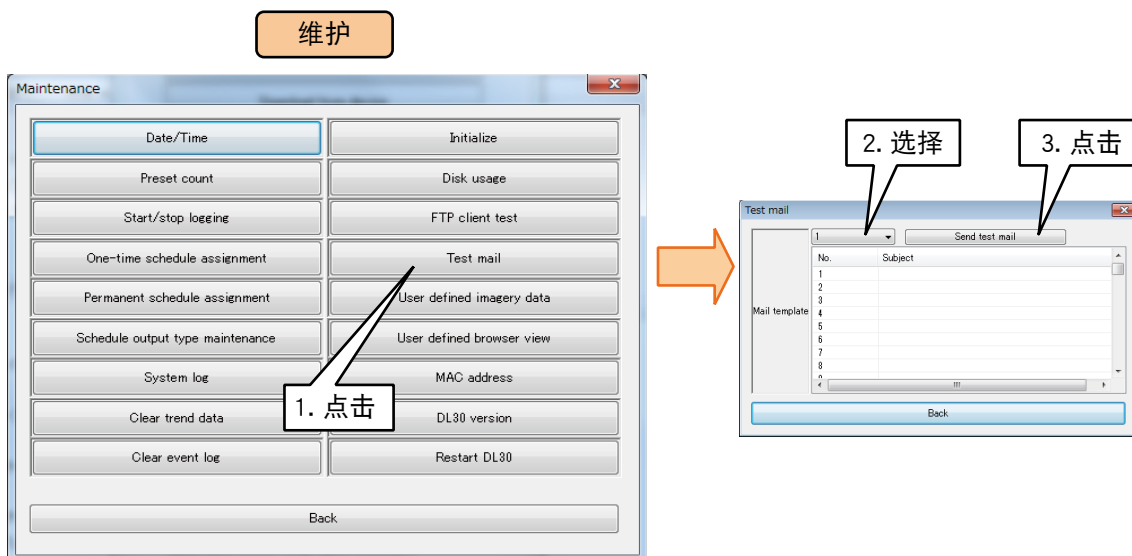 维护
Maintenance
Date/Time
Initialize
Preset count
Disk usage
Start/stop logging
FTP client test
One-time schedule assignment
Test mail
Permanent schedule assignment
User defined imagery data
Schedule output type maintenance
User defined browser view
System log
MAC address
Clear trend data
DL30 version
Clear event log
Restart DL30
Back
1. 点击
2. 选择
3. 点击
Test mail
1
Send test mail
No. Subject
1
2
3
Mail template
4
5
6
7
8
Back